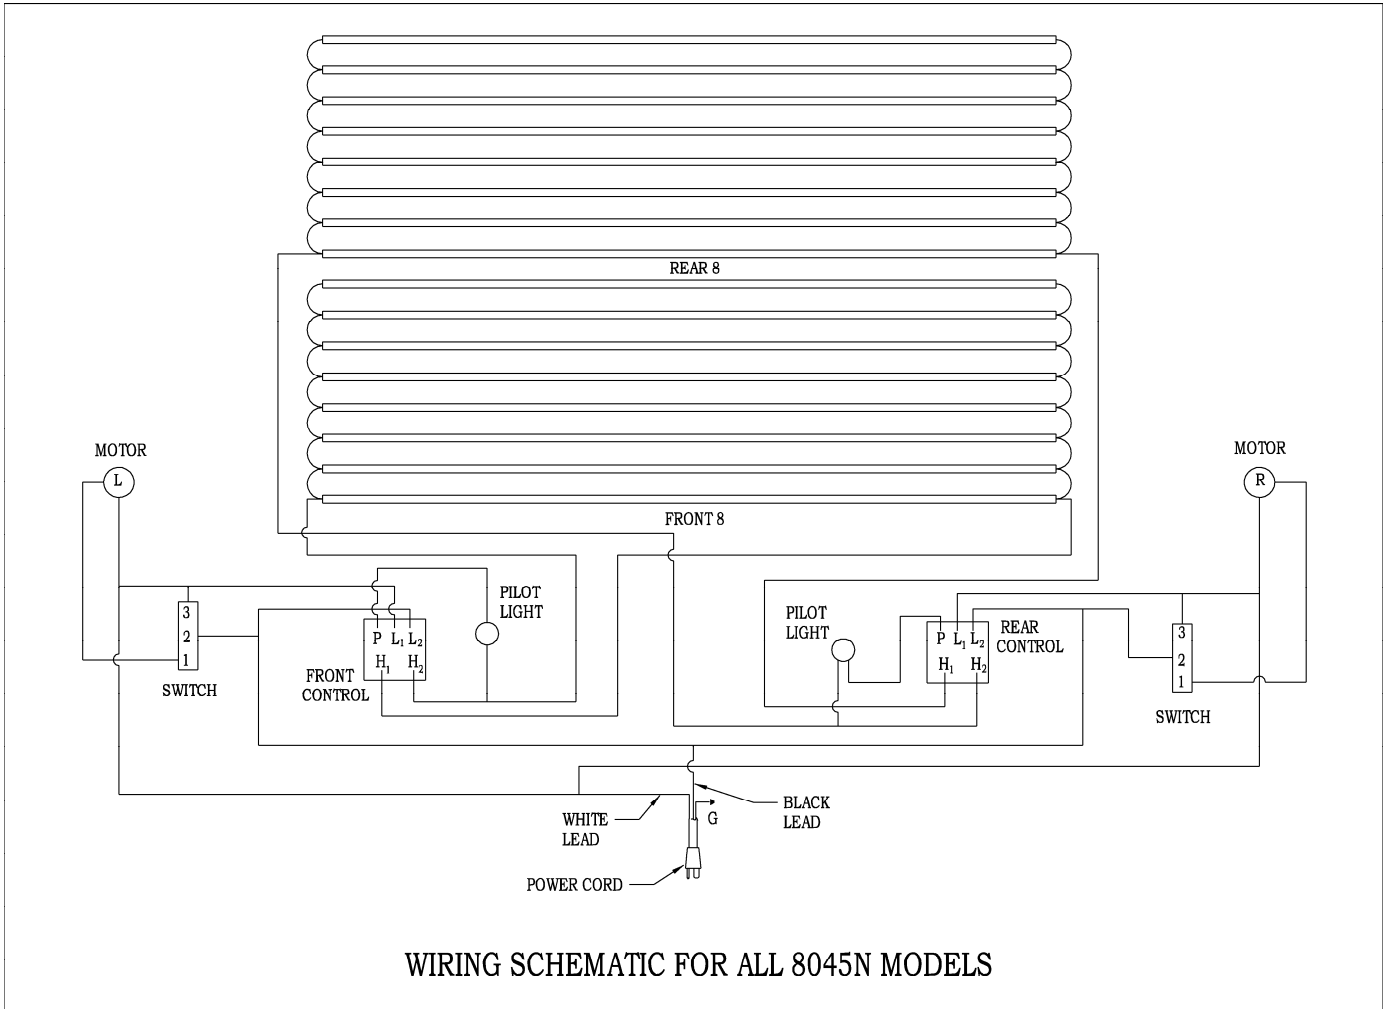 REAR 8
FRONT 8
MOTOR
L
MOTOR
R
PILOT
LIGHT
PILOT
LIGHT
3
2
1
SWITCH
P L1 L2
H1 H2
FRONT
CONTROL
P L1 L2
H1 H2
REAR
CONTROL
3
2
1
SWITCH
WHITE
LEAD
G
BLACK
LEAD
POWER CORD
WIRING SCHEMATIC FOR ALL 8045N MODELS